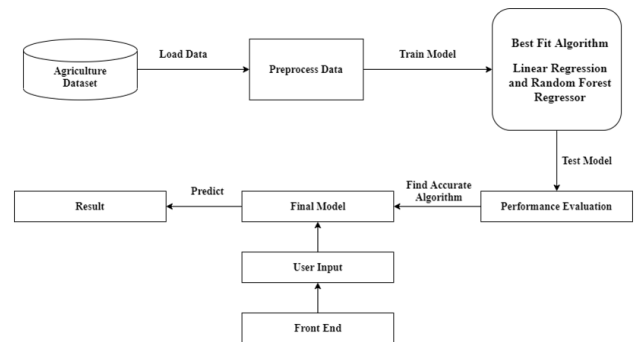 Agriculture
Dataset
Load Data
Preprocess Data
Train Model
Best Fit Algorithm
Linear Regression
and Random Forest
Regressor
Test Model
Performance Evaluation
Find Accurate
Algorithm
Final Model
Predict
Result
User Input
Front End